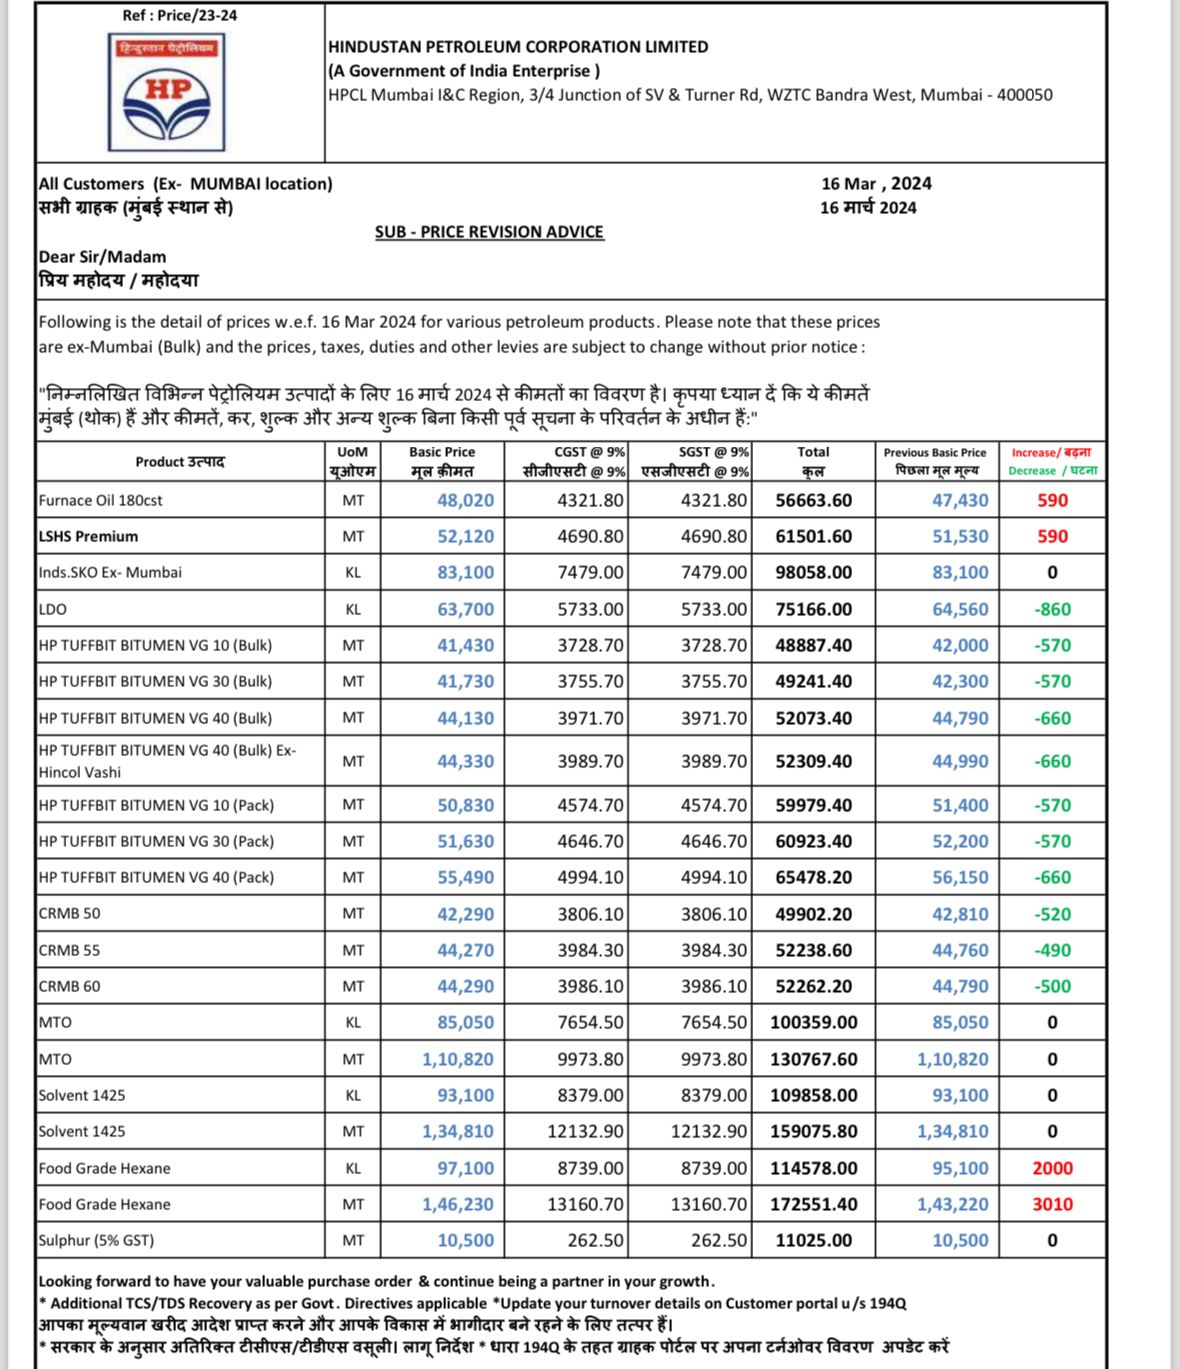 Ref : Price/23-24
हिन्दुस्तान पेट्रोलियम
HP
HINDUSTAN PETROLEUM CORPORATION LIMITED
(A Government of India Enterprise )
HPCL Mumbai I&C Region, 3/4 Junction of SV & Turner Rd, WZTC Bandra West, Mumbai - 400050
All Customers (Ex- MUMBAI location) 16 Mar , 2024
सभी ग्राहक (मुंबई स्थान से) 16 मार्च 2024
SUB - PRICE REVISION ADVICE
Dear Sir/Madam
प्रिय महोदय / महोदया
Following is the detail of prices w.e.f. 16 Mar 2024 for various petroleum products. Please note that these prices
are ex-Mumbai (Bulk) and the prices, taxes, duties and other levies are subject to change without prior notice :
"निम्नलिखित विभिन्न पेट्रोलियम उत्पादों के लिए 16 मार्च 2024 से कीमतों का विवरण है। कृपया ध्यान दें कि ये कीमतें
मुंबई (थोक) हैं और कीमतें, कर, शुल्क और अन्य शुल्क बिना किसी पूर्व सूचना के परिवर्तन के अधीन हैं:"
Product उत्पाद UoM यूओएम Basic Price मूल क़ीमत CGST @ 9% सीजीएसटी @ 9% SGST @ 9% एसजीएसटी @ 9% Total कुल Previous Basic Price पिछला मूल मूल्य Increase/ बढ़ना Decrease / घटना
Furnace Oil 180cst MT 48,020 4321.80 4321.80 56663.60 47,430 590
LSHS Premium MT 52,120 4690.80 4690.80 61501.60 51,530 590
Inds.SKO Ex- Mumbai KL 83,100 7479.00 7479.00 98058.00 83,100 0
LDO KL 63,700 5733.00 5733.00 75166.00 64,560 -860
HP TUFFBIT BITUMEN VG 10 (Bulk) MT 41,430 3728.70 3728.70 48887.40 42,000 -570
HP TUFFBIT BITUMEN VG 30 (Bulk) MT 41,730 3755.70 3755.70 49241.40 42,300 -570
HP TUFFBIT BITUMEN VG 40 (Bulk) MT 44,130 3971.70 3971.70 52073.40 44,790 -660
HP TUFFBIT BITUMEN VG 40 (Bulk) Ex-
Hincol Vashi MT 44,330 3989.70 3989.70 52309.40 44,990 -660
HP TUFFBIT BITUMEN VG 10 (Pack) MT 50,830 4574.70 4574.70 59979.40 51,400 -570
HP TUFFBIT BITUMEN VG 30 (Pack) MT 51,630 4646.70 4646.70 60923.40 52,200 -570
HP TUFFBIT BITUMEN VG 40 (Pack) MT 55,490 4994.10 4994.10 65478.20 56,150 -660
CRMB 50 MT 42,290 3806.10 3806.10 49902.20 42,810 -520
CRMB 55 MT 44,270 3984.30 3984.30 52238.60 44,760 -490
CRMB 60 MT 44,290 3986.10 3986.10 52262.20 44,790 -500
MTO KL 85,050 7654.50 7654.50 100359.00 85,050 0
MTO MT 1,10,820 9973.80 9973.80 130767.60 1,10,820 0
Solvent 1425 KL 93,100 8379.00 8379.00 109858.00 93,100 0
Solvent 1425 MT 1,34,810 12132.90 12132.90 159075.80 1,34,810 0
Food Grade Hexane KL 97,100 8739.00 8739.00 114578.00 95,100 2000
Food Grade Hexane MT 1,46,230 13160.70 13160.70 172551.40 1,43,220 3010
Sulphur (5% GST) MT 10,500 262.50 262.50 11025.00 10,500 0
Looking forward to have your valuable purchase order & continue being a partner in your growth.
* Additional TCS/TDS Recovery as per Govt. Directives applicable *Update your turnover details on Customer portal u/s 194Q
आपका मूल्यवान खरीद आदेश प्राप्त करने और आपके विकास में भागीदार बने रहने के लिए तत्पर हैं।
* सरकार के अनुसार अतिरिक्त टीसीएस/टीडीएस वसूली। लागू निर्देश * धारा 194Q के तहत ग्राहक पोर्टल पर अपना टर्नओवर विवरण अपडेट करें